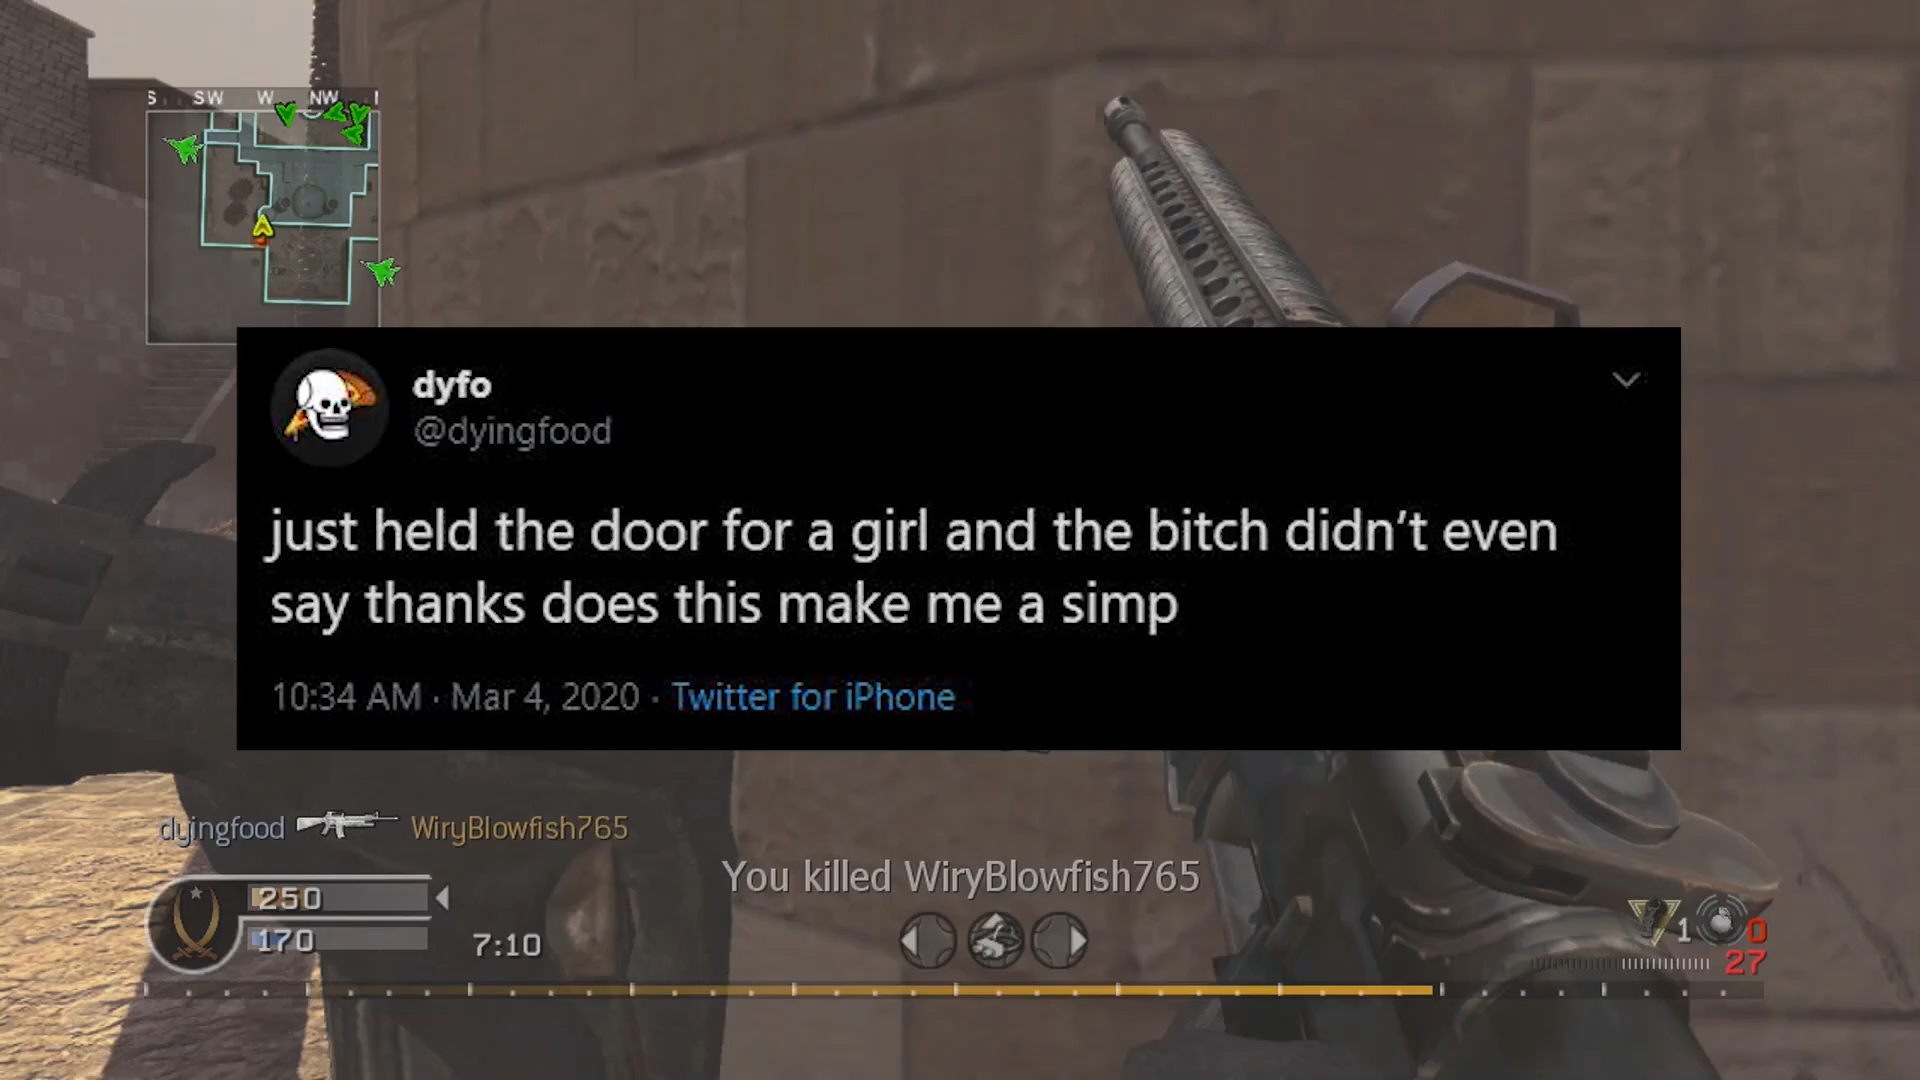 S SW W NW
dyfo
@dyingfood
just held the door for a girl and the bitch didn't even
say thanks does this make me a simp
10:34 AM · Mar 4, 2020 · Twitter for iPhone
dyingfood WiryBlowfish765
You killed WiryBlowfish765
250
170
7:10
1 0
27